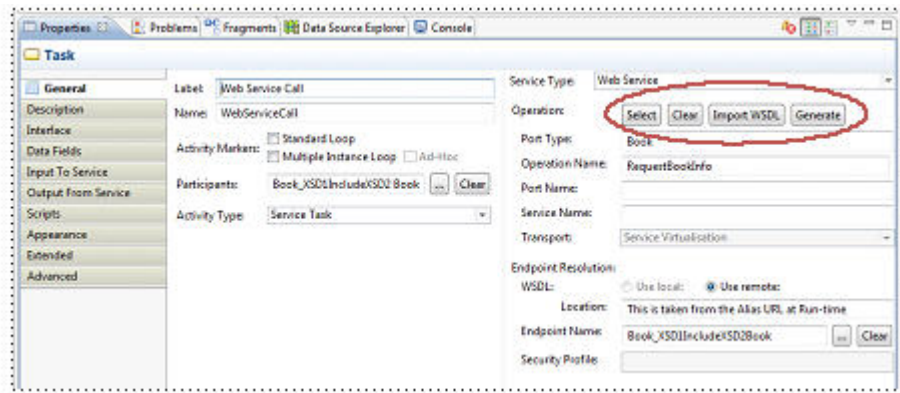 Properties Problems Fragments Data Source Explorer Console
Task
General
Description
Interface
Data Fields
Input To Service
Output From Service
Scripts
Appearance
Extended
Advanced
Label: Web Service Call
Name: WebServiceCall
Activity Markers: Standard Loop
Multiple Instance Loop Ad-Hoc
Participants: Book_XSD1IncludeXSD2 Book ... Clear
Activity Type: Service Task
Service Type: Web Service
Operation: Select Clear Import WSDL Generate
Port Type: Book
Operation Name: RequestBookInfo
Port Name:
Service Name:
Transport: Service Virtualisation
Endpoint Resolution:
WSDL: Use local: Use remote:
Location: This is taken from the Alias URL at Run-time
Endpoint Name: Book_XSD1IncludeXSD2Book ... Clear
Security Profile: